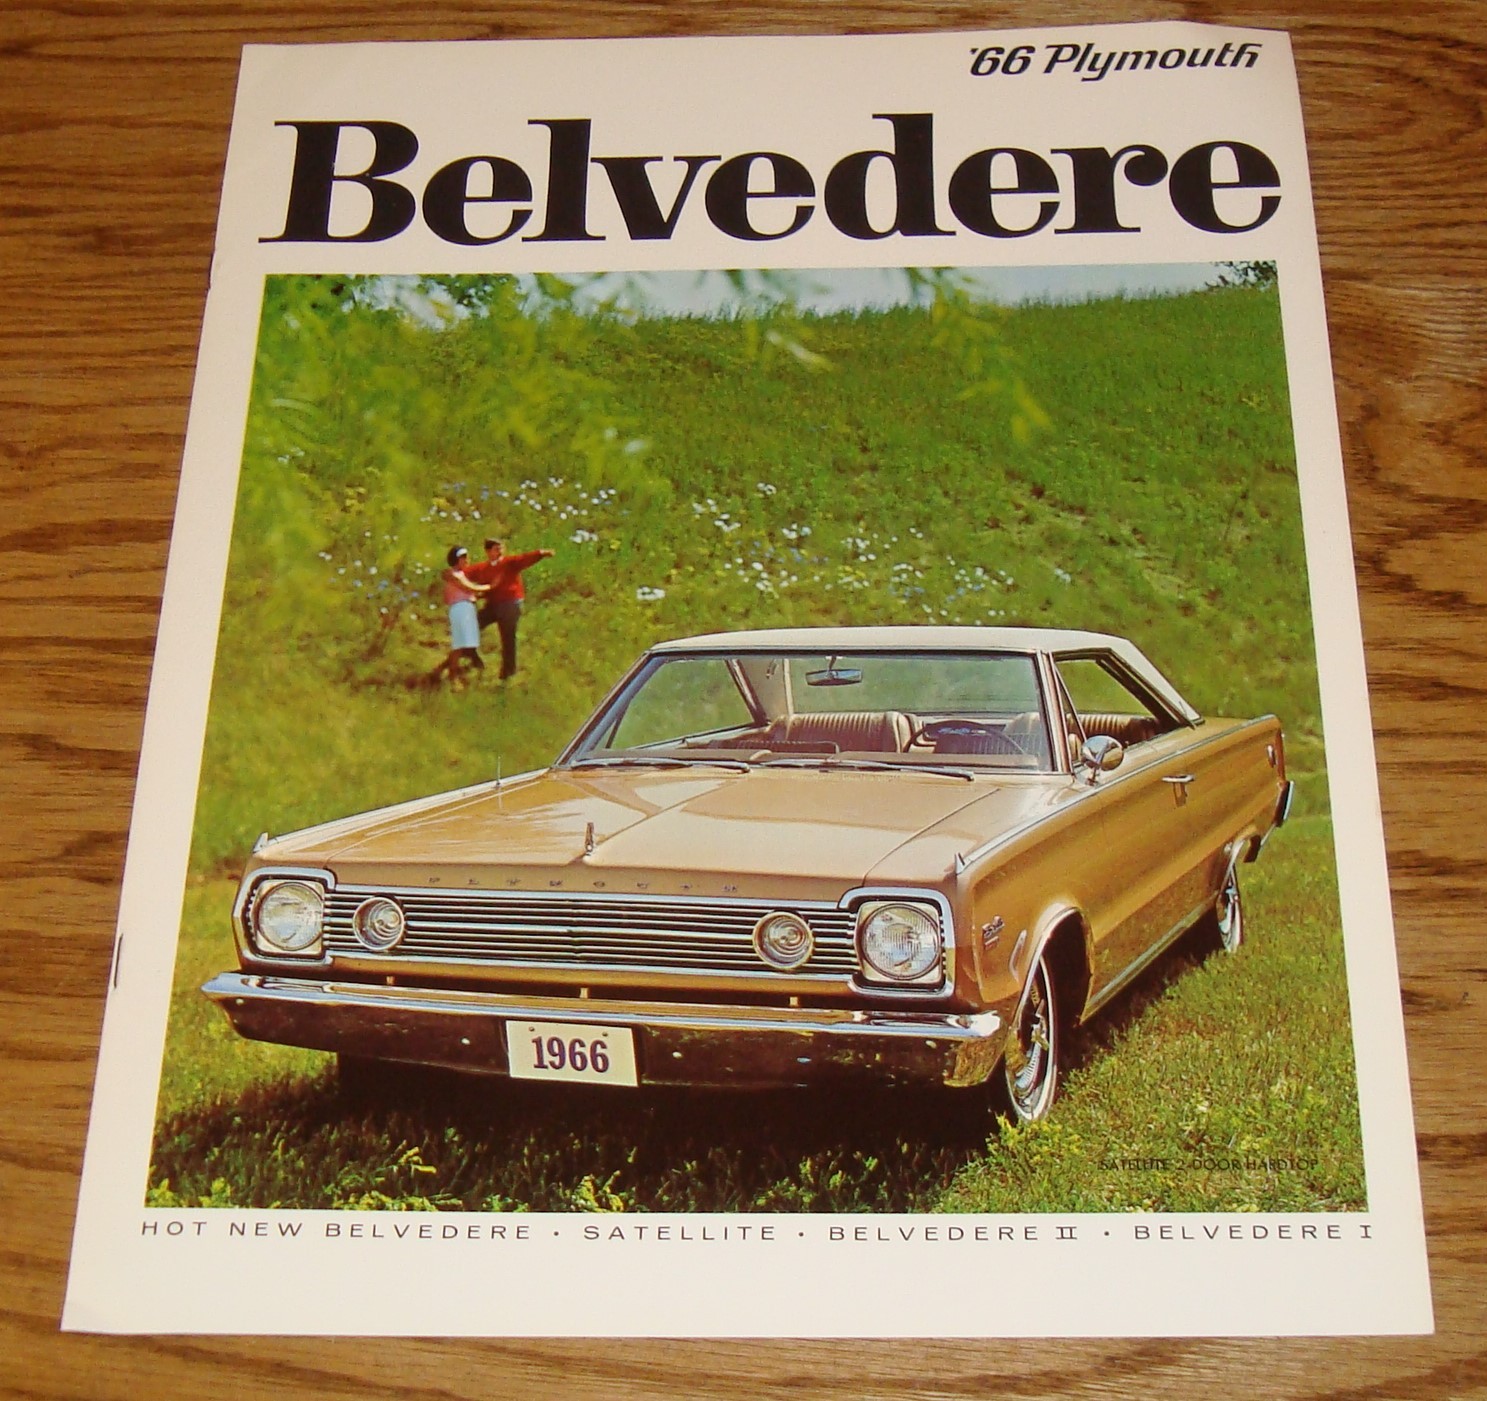 '66 Plymouth
Belvedere
PLYMOUTH
1966
SATELLITE 2-DOOR HARDTOP
HOT NEW BELVEDERE • SATELLITE • BELVEDERE II • BELVEDERE I